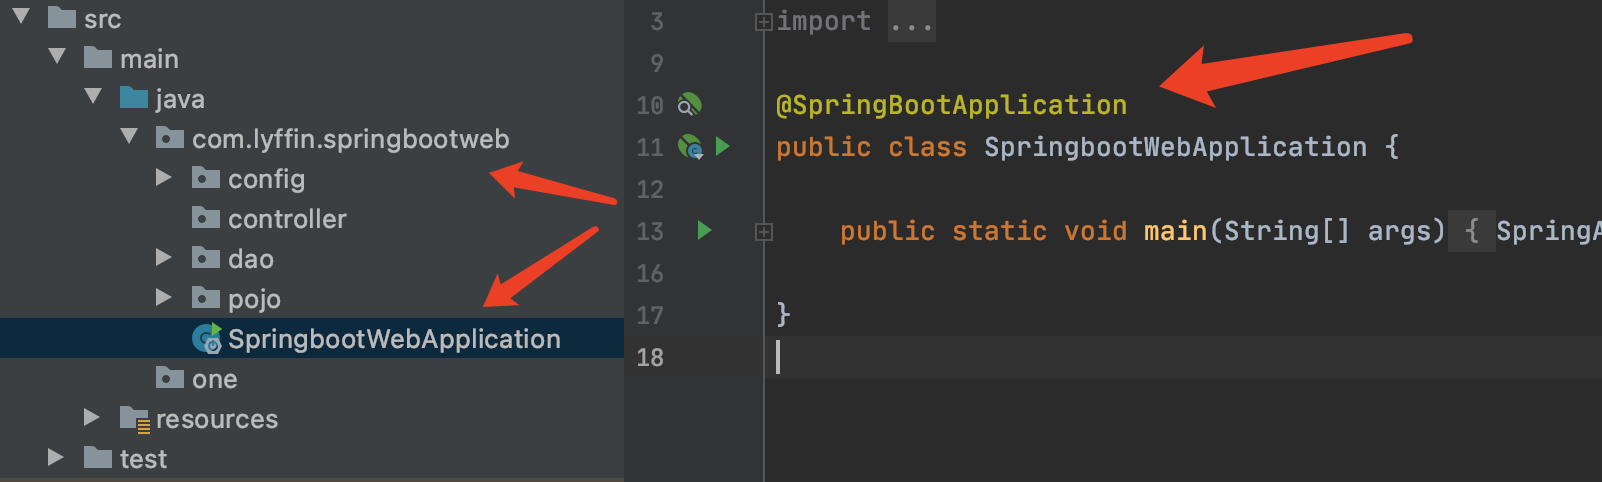 src
main
java
com.lyffin.springbootweb
config
controller
dao
pojo
SpringbootWebApplication
one
resources
test
3 import ...
9
10 @SpringBootApplication
11 public class SpringbootWebApplication {
12
13 public static void main(String[] args) { SpringA
16
17 }
18